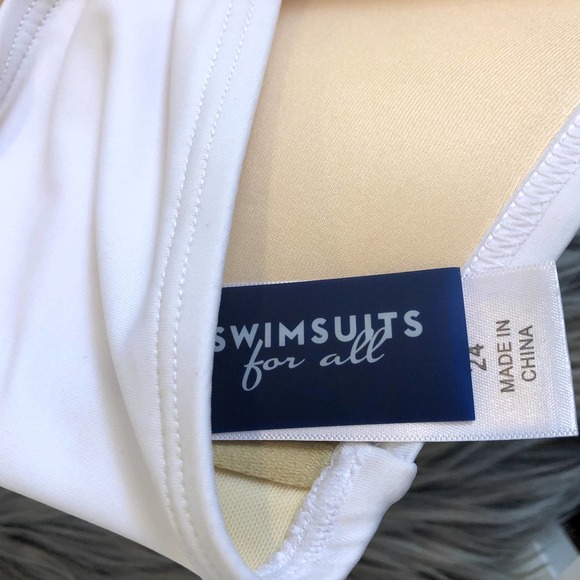 SWIMSUITS
for all
24
MADE IN
CHINA